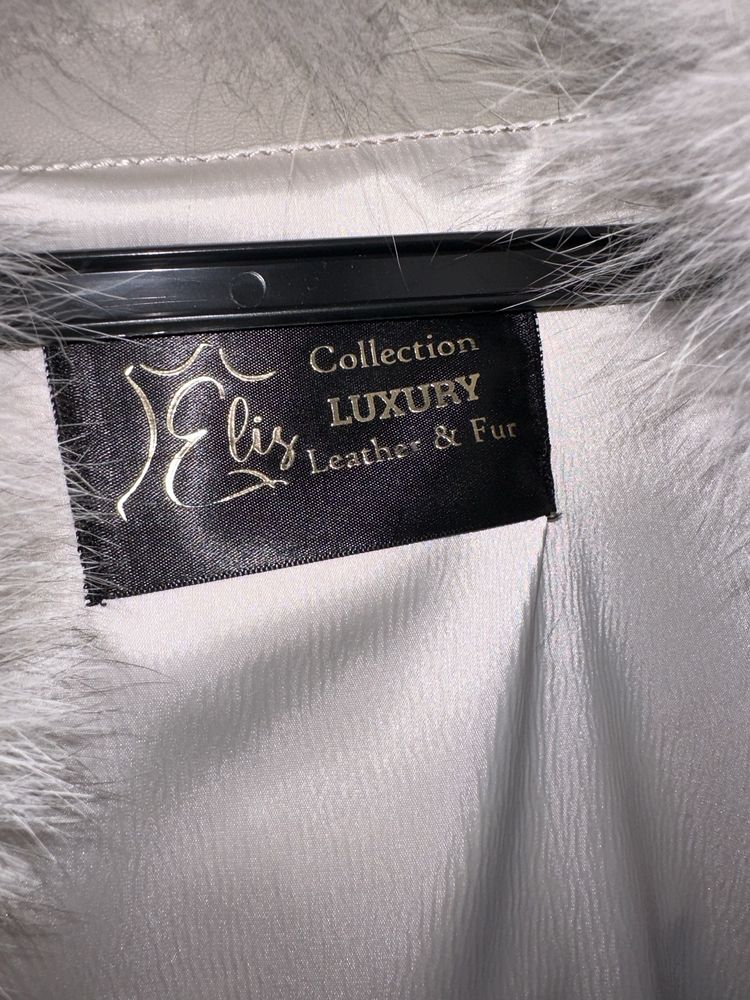 Elis
Collection
LUXURY
Leather & Fur